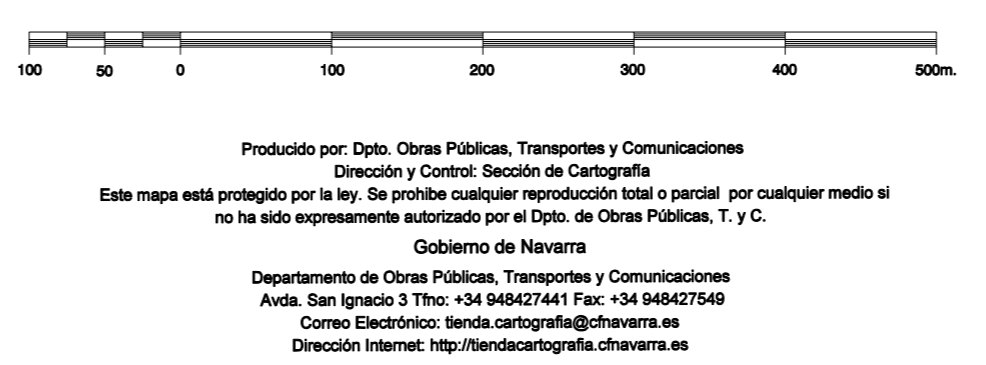 100 50 0 100 200 300 400 500m.
Producido por: Dpto. Obras Públicas, Transportes y Comunicaciones
Dirección y Control: Sección de Cartografía
Este mapa está protegido por la ley. Se prohibe cualquier reproducción total o parcial por cualquier medio si
no ha sido expresamente autorizado por el Dpto. de Obras Públicas, T. y C.
Gobierno de Navarra
Departamento de Obras Públicas, Transportes y Comunicaciones
Avda. San Ignacio 3 Tfno: +34 948427441 Fax: +34 948427549
Correo Electrónico: tienda.cartografia@cfnavarra.es
Dirección Internet: http://tiendacartografia.cfnavarra.es